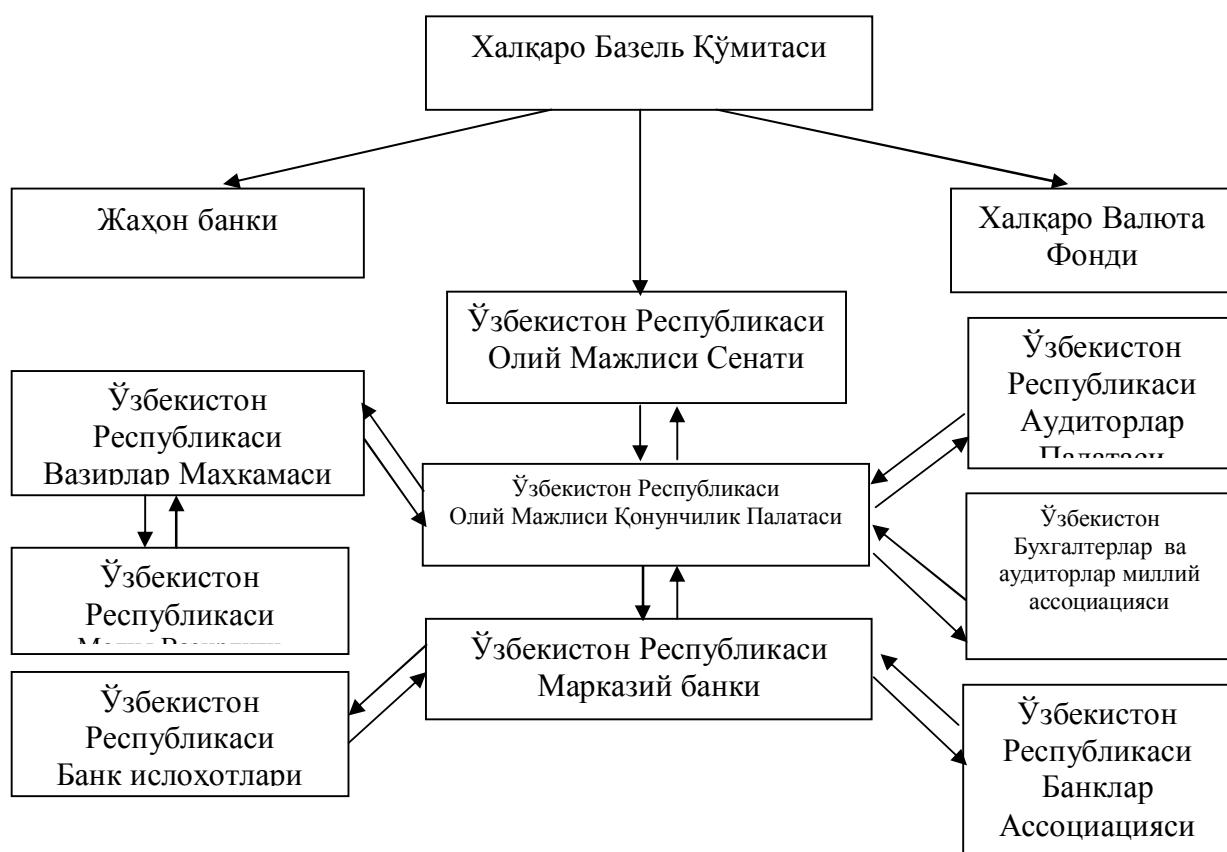 Халқаро Базель Қўмитаси
Жаҳон банки
Халқаро Валюта
Фонди
Ўзбекистон Республикаси
Олий Мажлиси Сенати
Ўзбекистон
Республикаси
Аудиторлар
Палатаси
Ўзбекистон
Республикаси
Вазирлар Маҳкамаси
Ўзбекистон Республикаси
Олий Мажлиси Қонунчилик Палатаси
Ўзбекистон
Бухгалтерлар ва
аудиторлар миллий
ассоциацияси
Ўзбекистон
Республикаси
Ўзбекистон Республикаси
Марказий банки
Ўзбекистон
Республикаси
Банк ислоҳотлари
Ўзбекистон
Республикаси
Банклар
Ассоциацияси